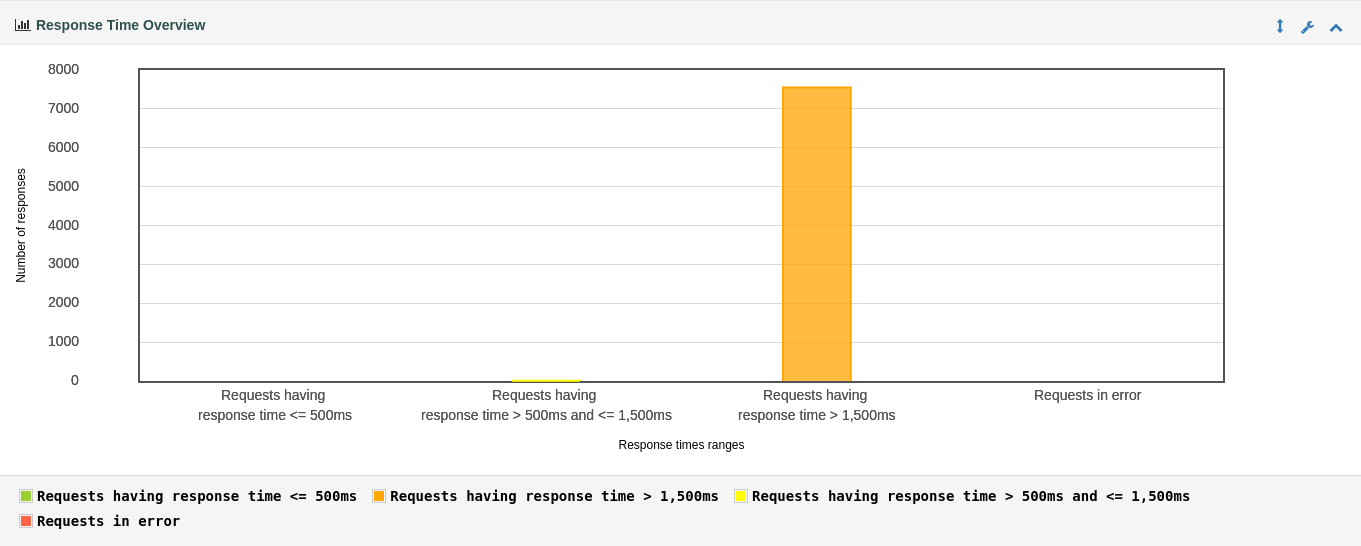 Response Time Overview
8000
7000
6000
5000
4000
3000
2000
1000
0
Number of responses
Requests having
response time <= 500ms
Requests having
response time > 500ms and <= 1,500ms
Requests having
response time > 1,500ms
Requests in error
Response times ranges
Requests having response time <= 500ms Requests having response time > 1,500ms Requests having response time > 500ms and <= 1,500ms
Requests in error